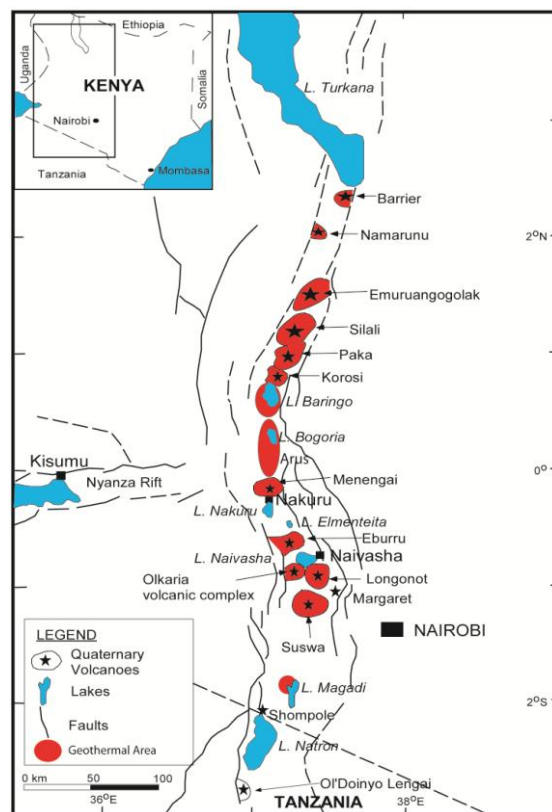 Ethiopia
Uganda
KENYA
Somalia
Nairobi
Mombasa
Tanzania
L. Turkana
Barrier
Namarunu
2°N
Emuruangogolak
Silali
Paka
Korosi
L. Baringo
L. Bogoria
Arus
0°
Kisumu
Nyanza Rift
Menengai
Nakuru
L. Nakuru
L. Elmenteita
Eburru
L. Naivasha
Naivasha
Olkaria
volcanic complex
Longonot
Margaret
Suswa
NAIROBI
LEGEND
Quaternary
Volcanoes
Lakes
Faults
Geothermal Area
0 km 50 100
L. Magadi
2°S
Shompole
L. Natron
Ol'Doinyo Lengai
TANZANIA
36°E
38°E